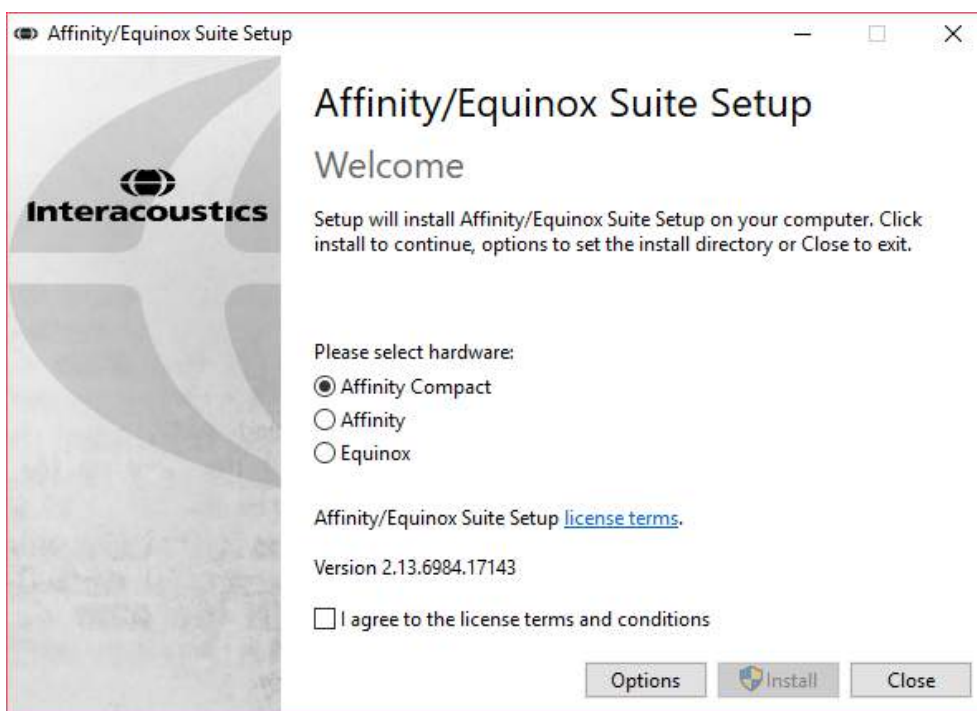 Affinity/Equinox Suite Setup
Interacoustics
Affinity/Equinox Suite Setup
Welcome
Setup will install Affinity/Equinox Suite Setup on your computer. Click
install to continue, options to set the install directory or Close to exit.
Please select hardware:
Affinity Compact
Affinity
Equinox
Affinity/Equinox Suite Setup license terms.
Version 2.13.6984.17143
I agree to the license terms and conditions
Options
Install
Close